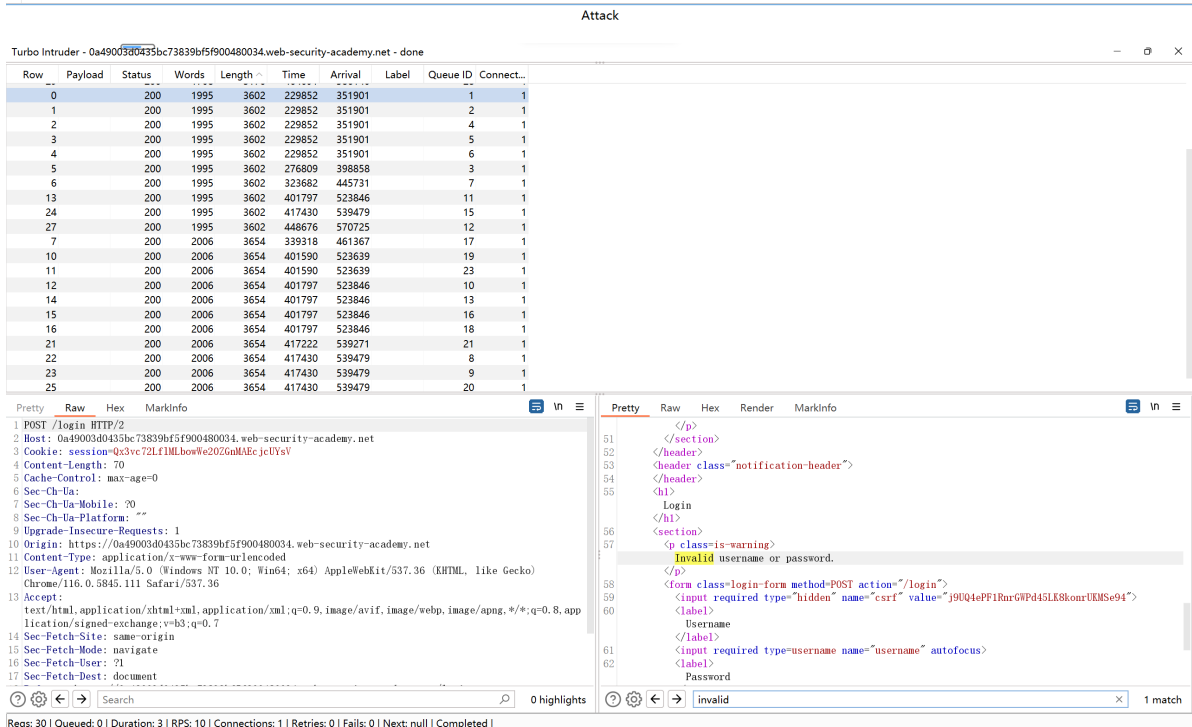 Attack
Turbo Intruder - 0a49003d0435bc73839bf5f900480034.web-security-academy.net - done
Row Payload Status Words Length Time Arrival Label Queue ID Connect...
0 200 1995 3602 229852 351901 1 1
1 200 1995 3602 229852 351901 2 1
2 200 1995 3602 229852 351901 4 1
3 200 1995 3602 229852 351901 5 1
4 200 1995 3602 229852 351901 6 1
5 200 1995 3602 276809 398858 3 1
6 200 1995 3602 323682 445731 7 1
13 200 1995 3602 401797 523846 11 1
24 200 1995 3602 417430 539479 15 1
27 200 1995 3602 448676 570725 12 1
7 200 2006 3654 339318 461367 17 1
10 200 2006 3654 401590 523639 19 1
11 200 2006 3654 401590 523639 23 1
12 200 2006 3654 401797 523846 10 1
14 200 2006 3654 401797 523846 13 1
15 200 2006 3654 401797 523846 16 1
16 200 2006 3654 401797 523846 18 1
21 200 2006 3654 417222 539271 21 1
22 200 2006 3654 417430 539479 8 1
23 200 2006 3654 417430 539479 9 1
25 200 2006 3654 417430 539479 20 1
Pretty Raw Hex MarkInfo \n
1 POST /login HTTP/2
2 Host: 0a49003d0435bc73839bf5f900480034.web-security-academy.net
3 Cookie: session=Qx3vc72LflMLbowWe20ZGnMAEcjcUYsV
4 Content-Length: 70
5 Cache-Control: max-age=0
6 Sec-Ch-Ua:
7 Sec-Ch-Ua-Mobile: ?0
8 Sec-Ch-Ua-Platform: ""
9 Upgrade-Insecure-Requests: 1
10 Origin: https://0a49003d0435bc73839bf5f900480034.web-security-academy.net
11 Content-Type: application/x-www-form-urlencoded
12 User-Agent: Mozilla/5.0 (Windows NT 10.0; Win64; x64) AppleWebKit/537.36 (KHTML, like Gecko)
Chrome/116.0.5845.111 Safari/537.36
13 Accept:
text/html,application/xhtml+xml,application/xml;q=0.9,image/avif,image/webp,image/apng,*/*;q=0.8,app
lication/signed-exchange;v=b3;q=0.7
14 Sec-Fetch-Site: same-origin
15 Sec-Fetch-Mode: navigate
16 Sec-Fetch-User: ?1
17 Sec-Fetch-Dest: document
Search 0 highlights
Pretty Raw Hex Render MarkInfo \n
</p>
51 </section>
52 </header>
53 <header class="notification-header">
54 </header>
55 <h1>
Login
</h1>
56 <section>
57 <p class=is-warning>
Invalid username or password.
</p>
58 <form class=login-form method=POST action="/login">
59 <input required type="hidden" name="csrf" value="j9UQ4ePF1RnrGWPd45LK8konrUKMSe94">
60 <label>
Username
</label>
61 <input required type=username name="username" autofocus>
62 <label>
Password
invalid 1 match
Reqs: 30 | Queued: 0 | Duration: 3 | RPS: 10 | Connections: 1 | Retries: 0 | Fails: 0 | Next: null | Completed |